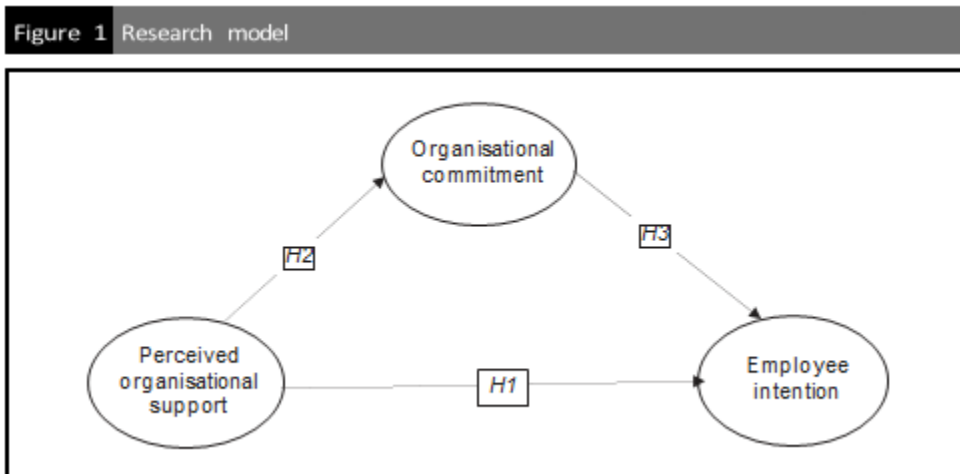 Figure 1 Research model
Organisational
commitment
H2
H3
Perceived
organisational
support
H1
Employee
intention